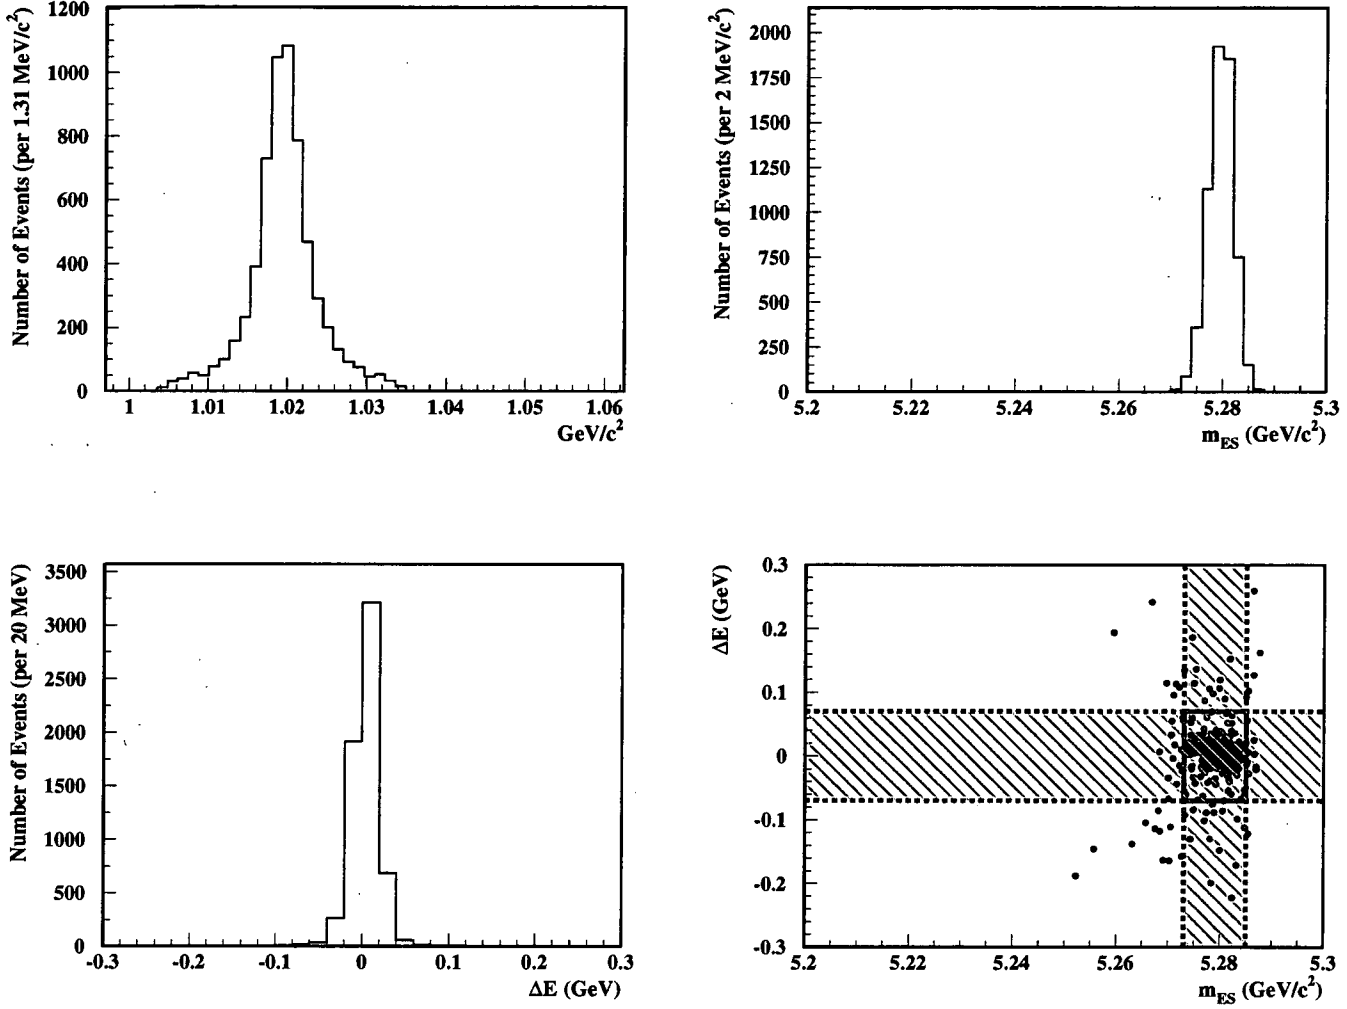 Number of Events (per 1.31 MeV/c²)
1200
1000
800
600
400
200
0
1 1.01 1.02 1.03 1.04 1.05 1.06
GeV/c²
Number of Events (per 2 MeV/c²)
2000
1750
1500
1250
1000
750
500
250
0
5.2 5.22 5.24 5.26 5.28 5.3
m_ES (GeV/c²)
Number of Events (per 20 MeV)
3500
3000
2500
2000
1500
1000
500
0
-0.3 -0.2 -0.1 0 0.1 0.2 0.3
ΔE (GeV)
ΔE (GeV)
0.3
0.2
0.1
0
-0.1
-0.2
-0.3
5.2 5.22 5.24 5.26 5.28 5.3
m_ES (GeV/c²)